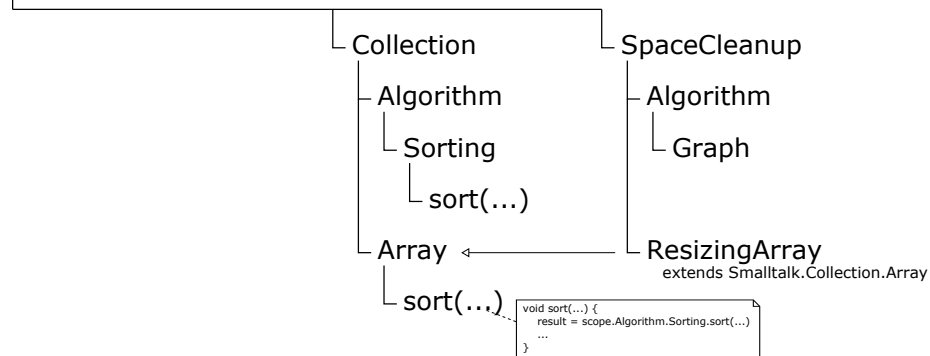 Collection
SpaceCleanup
Algorithm
Algorithm
Sorting
Graph
sort(...)
Array
ResizingArray
extends Smalltalk.Collection.Array
sort(...)
void sort(...) {
result = scope.Algorithm.Sorting.sort(...)
...
}